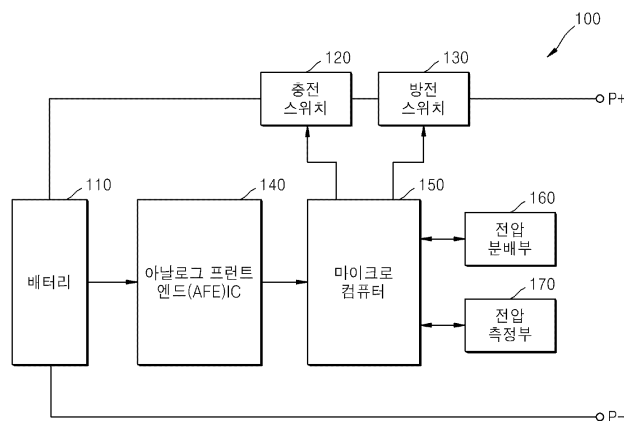 100
120
130
충전
스위치
방전
스위치
P+
110
140
150
160
배터리
아날로그 프런트
엔드(AFE)IC
마이크로
컴퓨터
전압
분배부
170
전압
측정부
P-